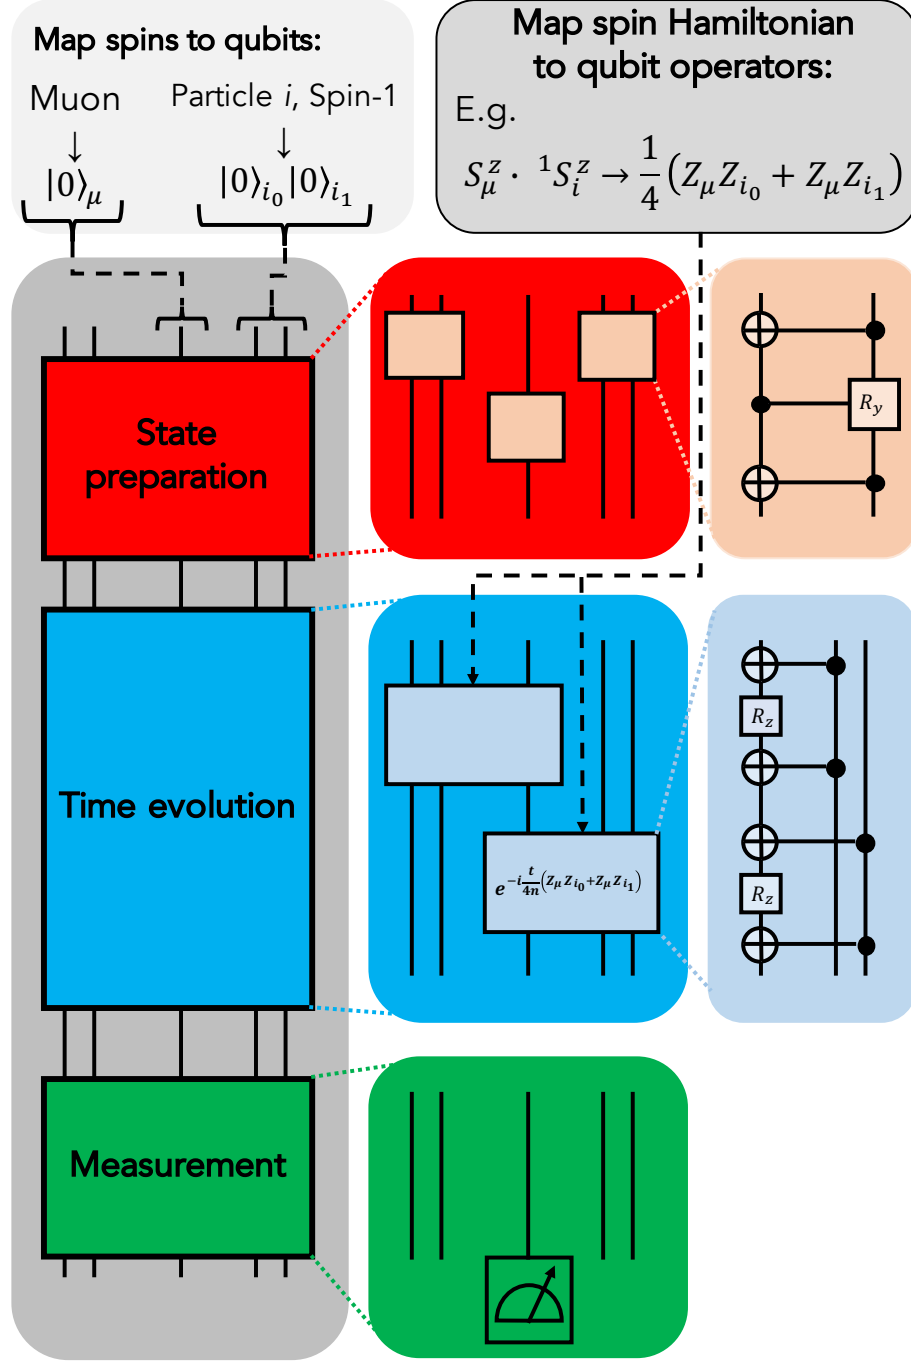 Map spins to qubits:
Muon
Particle i, Spin-1
↓
↓
|0⟩_μ
|0⟩_{i_0}|0⟩_{i_1}
Map spin Hamiltonian
to qubit operators:
E.g.
S_μ^z · ^1S_i^z → \frac{1}{4}(Z_μ Z_{i_0} + Z_μ Z_{i_1})
State
preparation
R_y
Time evolution
e^{-i\frac{t}{4n}(Z_μ Z_{i_0}+Z_μ Z_{i_1})}
R_z
R_z
Measurement